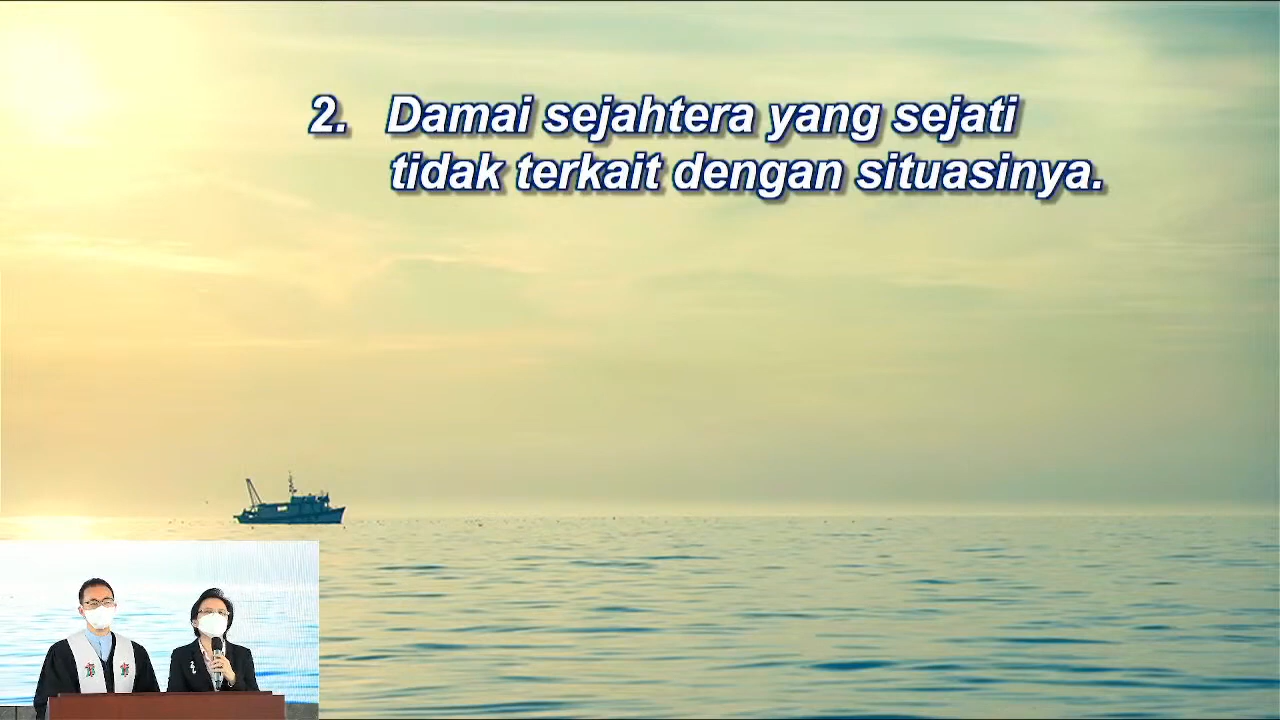 2. Damai sejahtera yang sejati
tidak terkait dengan situasinya.